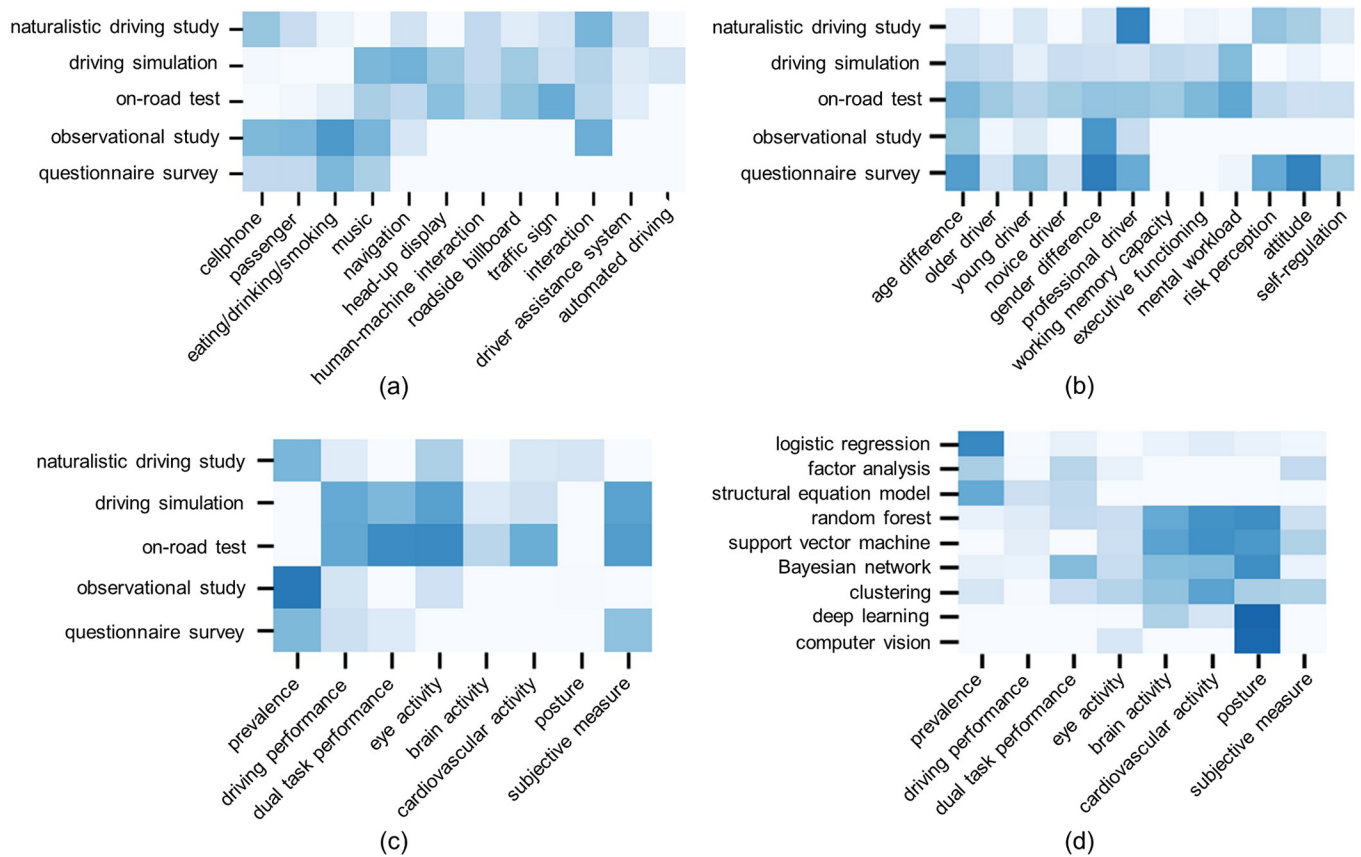 naturalistic driving study
driving simulation
on-road test
observational study
questionnaire survey
cellphone
passenger
eating/drinking/smoking
music
navigation
head-up display
human-machine interaction
roadside billboard
traffic sign
interaction
driver assistance system
automated driving
(a)
naturalistic driving study
driving simulation
on-road test
observational study
questionnaire survey
age difference
older driver
young driver
novice driver
gender difference
professional driver
working memory capacity
executive functioning
mental workload
risk perception
attitude
self-regulation
(b)
naturalistic driving study
driving simulation
on-road test
observational study
questionnaire survey
prevalence
driving performance
dual task performance
eye activity
brain activity
cardiovascular activity
posture
subjective measure
(c)
logistic regression
factor analysis
structural equation model
random forest
support vector machine
Bayesian network
clustering
deep learning
computer vision
prevalence
driving performance
dual task performance
eye activity
brain activity
cardiovascular activity
posture
subjective measure
(d)